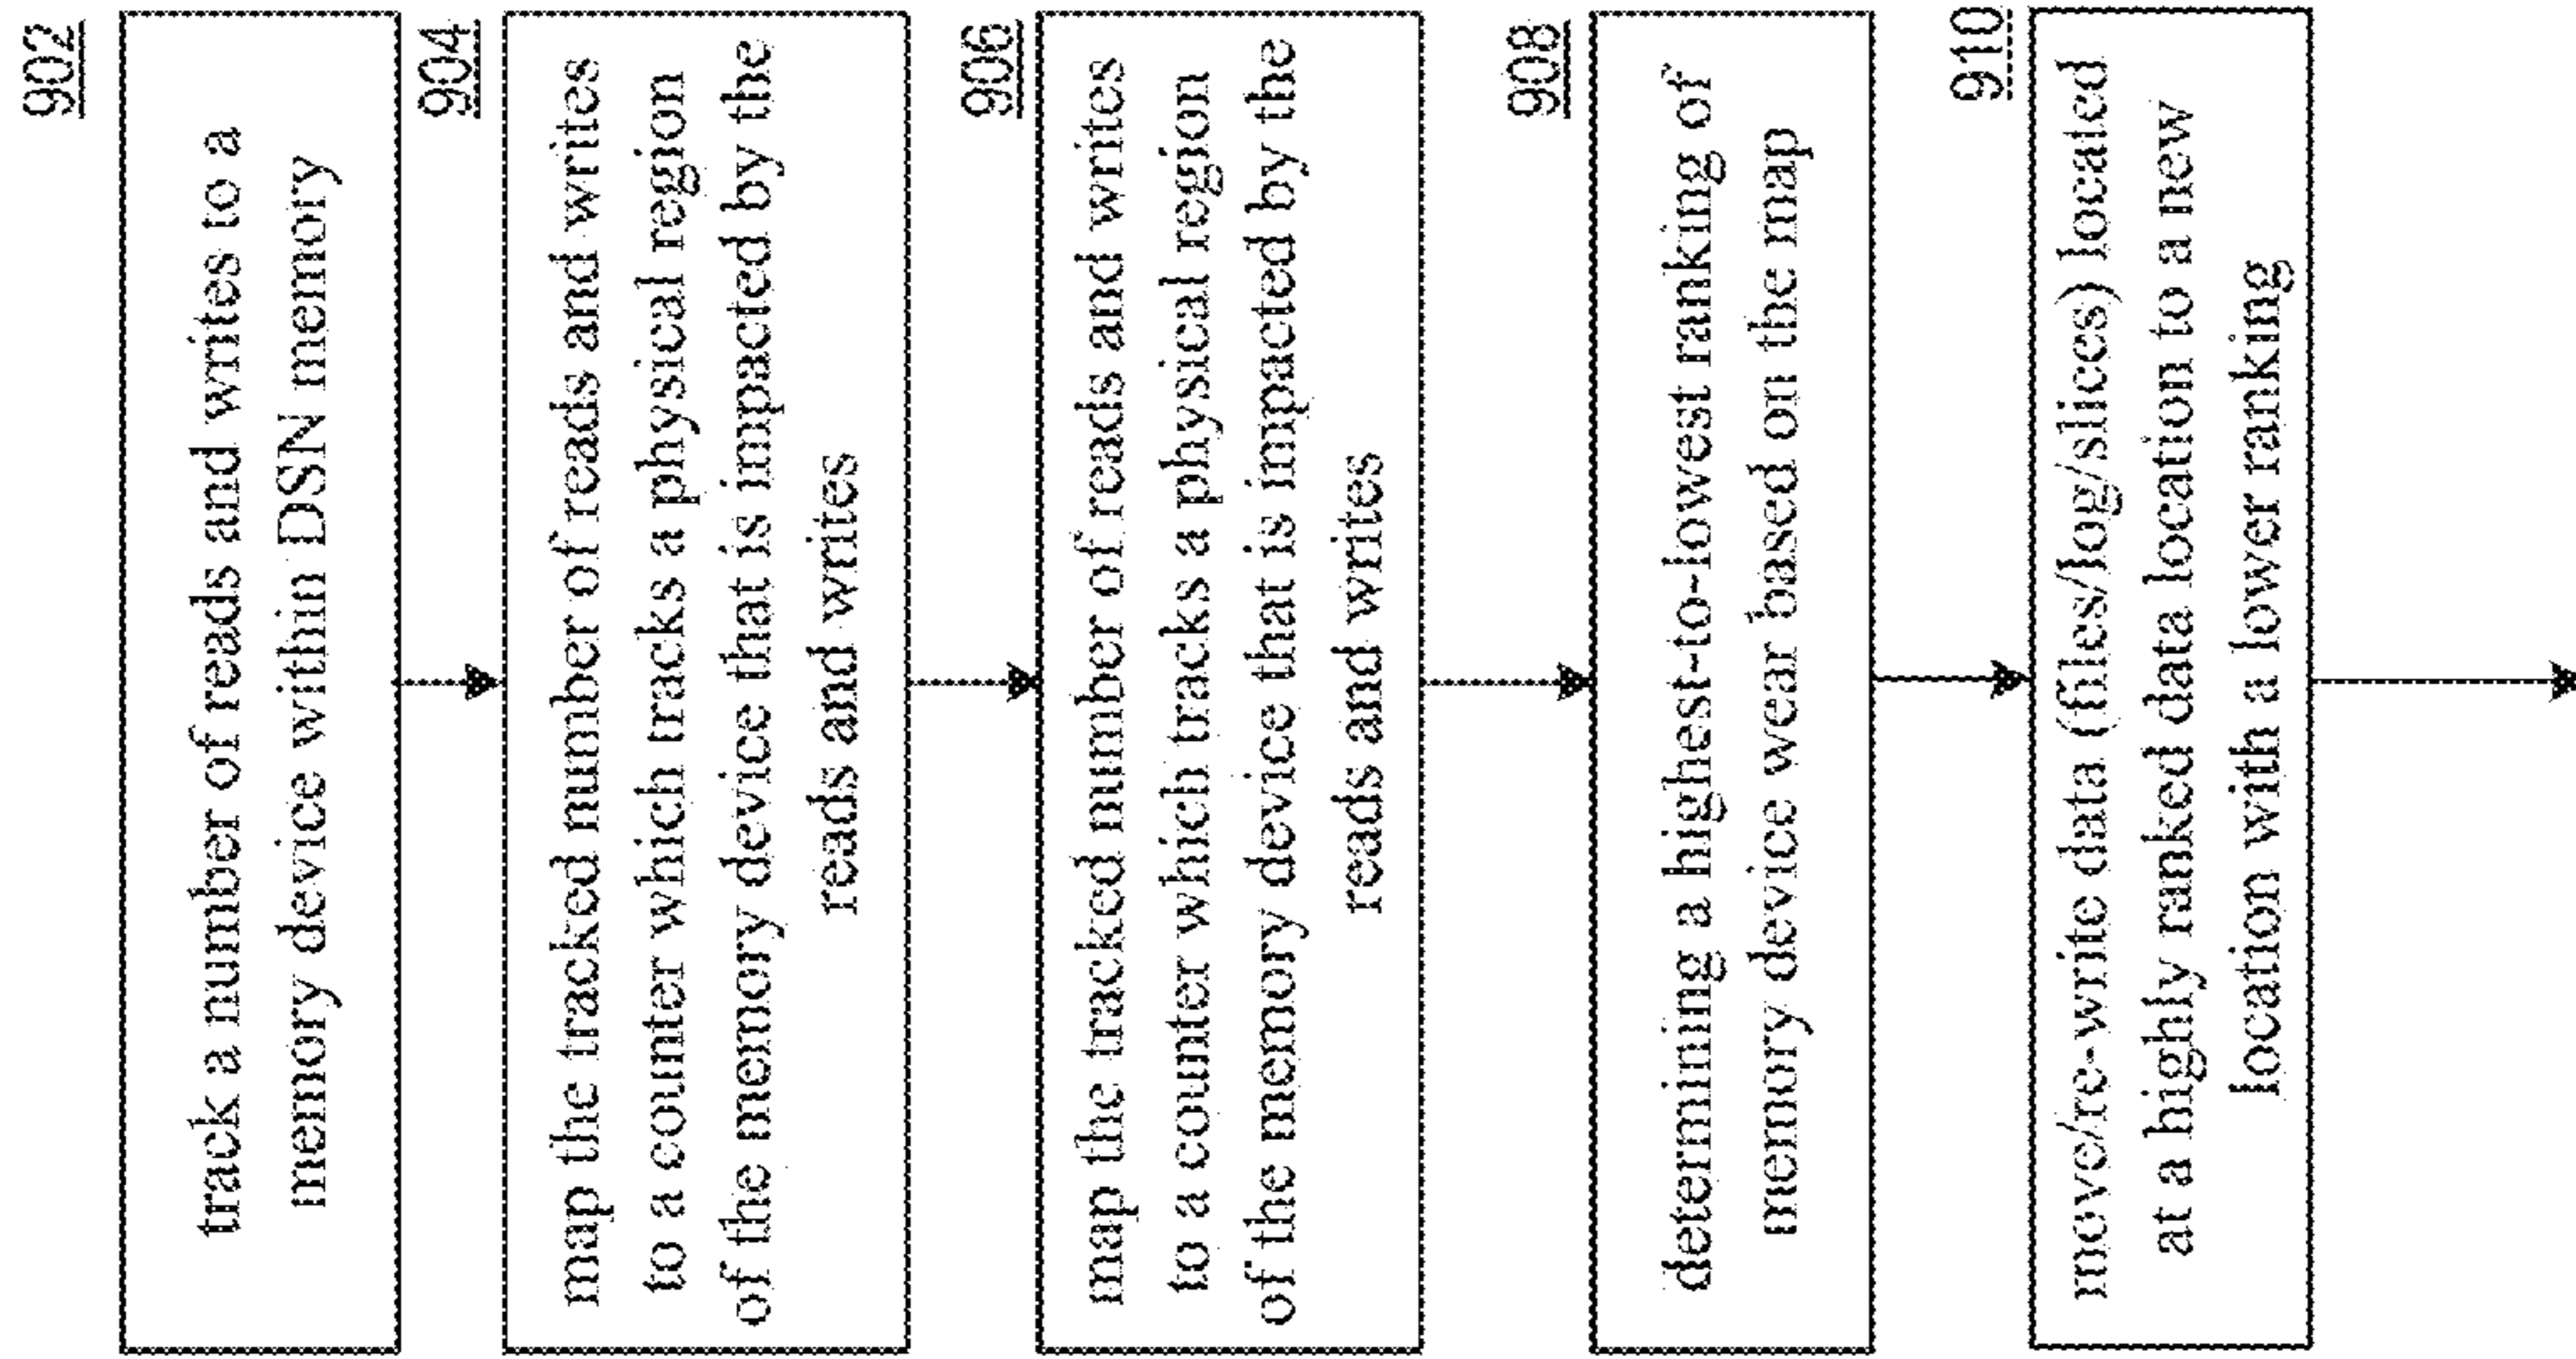 902
track a number of reads and writes to a
memory device within DSN memory
904
map the tracked number of reads and writes
to a counter which tracks a physical region
of the memory device that is impacted by the
reads and writes
906
map the tracked number of reads and writes
to a counter which tracks a physical region
of the memory device that is impacted by the
reads and writes
908
determining a highest-to-lowest ranking of
memory device wear based on the map
910
move/re-write data (files/log/slices) located
at a highly ranked data location to a new
location with a lower ranking